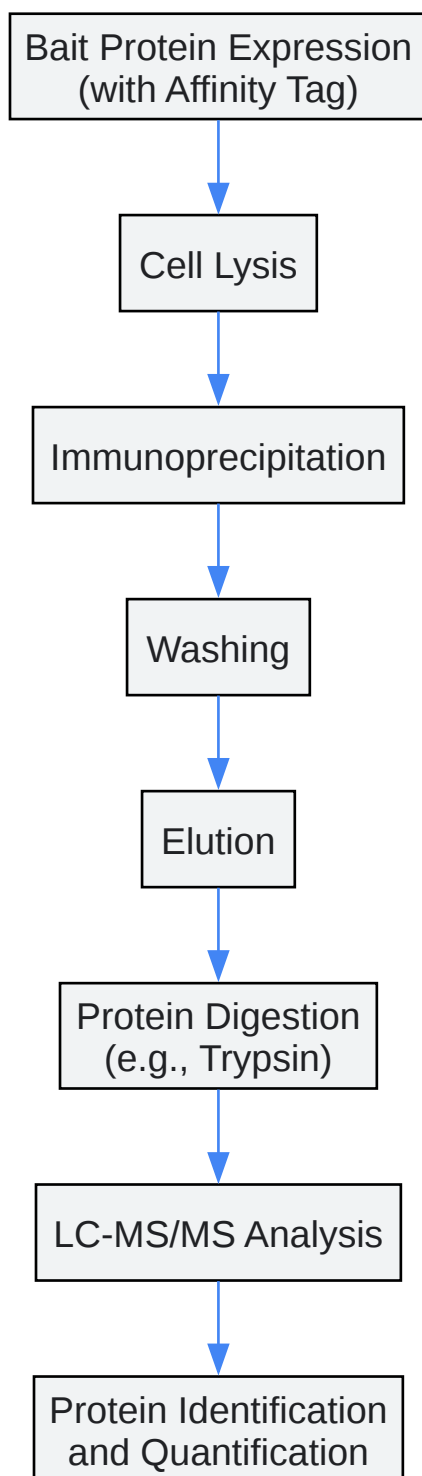 Bait Protein Expression
(with Affinity Tag)
Cell Lysis
Immunoprecipitation
Washing
Elution
Protein Digestion
(e.g., Trypsin)
LC-MS/MS Analysis
Protein Identification
and Quantification